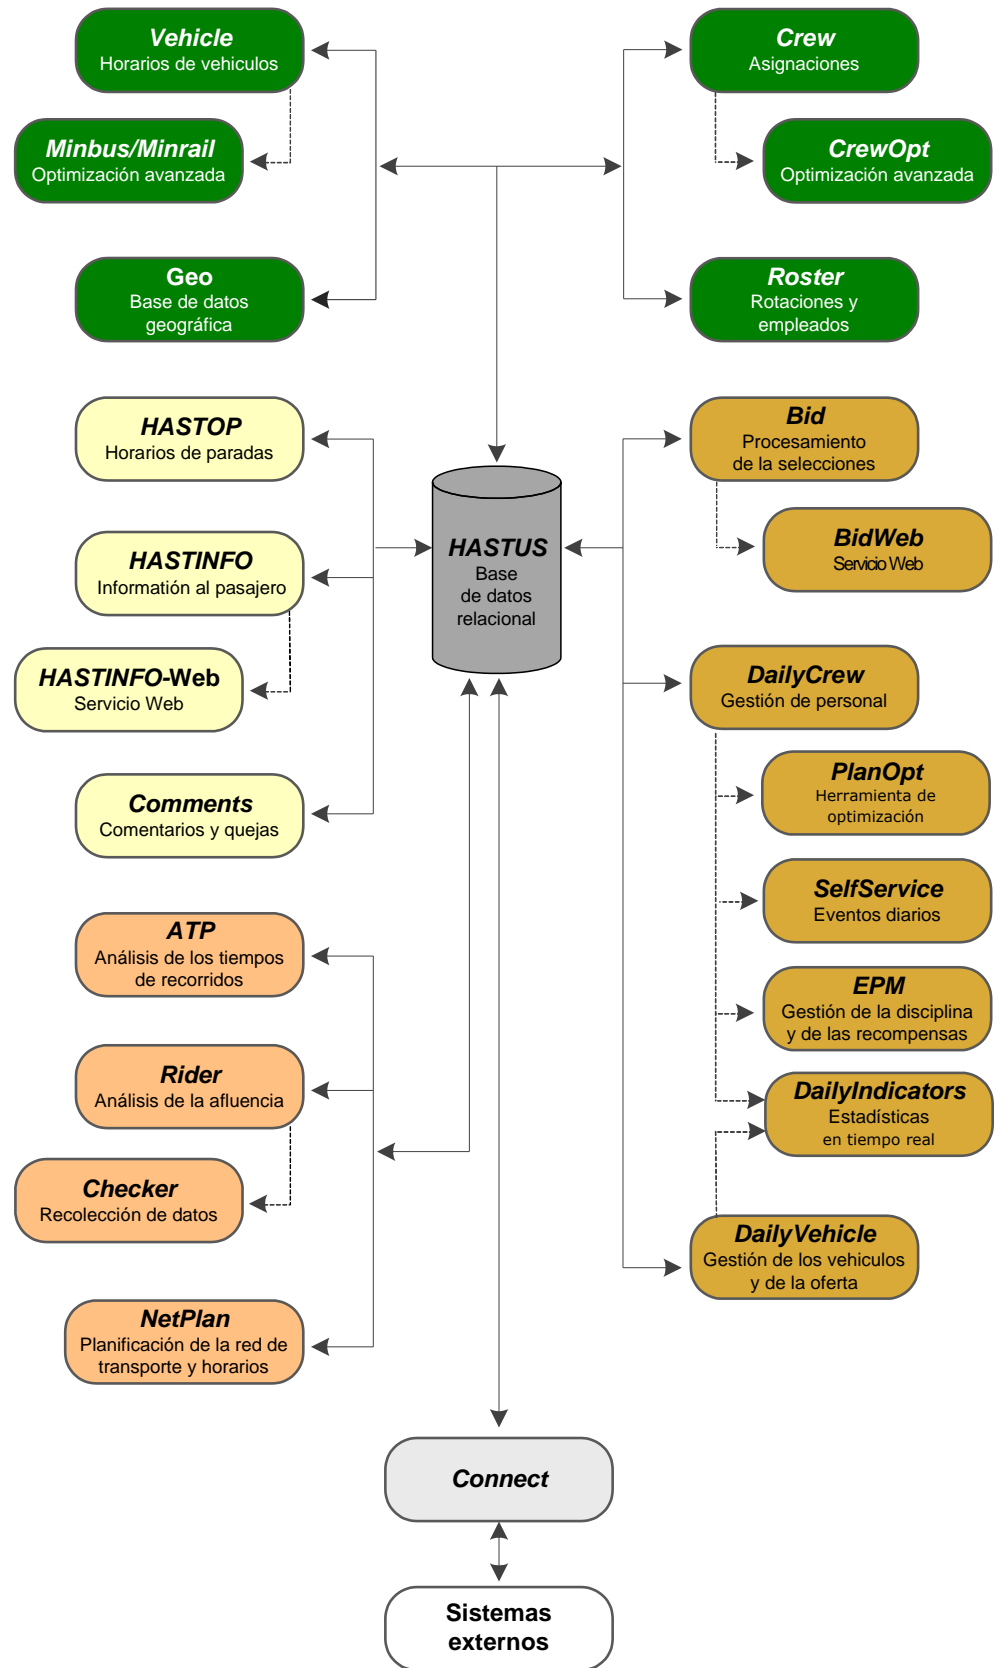 Vehicle
Horarios de vehiculos
Minbus/Minrail
Optimización avanzada
Geo
Base de datos
geográfica
Crew
Asignaciones
CrewOpt
Optimización avanzada
Roster
Rotaciones y
empleados
HASTOP
Horarios de paradas
HASTINFO
Informatión al pasajero
HASTINFO-Web
Servicio Web
Comments
Comentarios y quejas
HASTUS
Base
de datos
relacional
Bid
Procesamiento
de la selecciones
BidWeb
Servicio Web
DailyCrew
Gestión de personal
PlanOpt
Herramienta de
optimización
SelfService
Eventos diarios
EPM
Gestión de la disciplina
y de las recompensas
DailyIndicators
Estadísticas
en tiempo real
DailyVehicle
Gestión de los vehiculos
y de la oferta
ATP
Análisis de los tiempos
de recorridos
Rider
Análisis de la afluencia
Checker
Recolección de datos
NetPlan
Planificación de la red de
transporte y horarios
Connect
Sistemas
externos